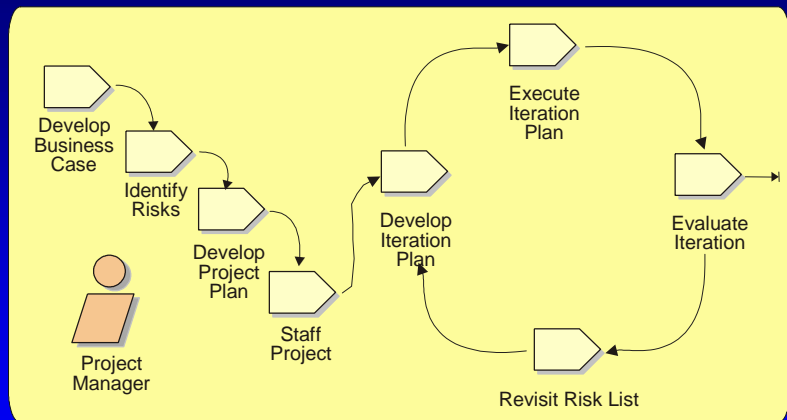 Develop
Business
Case
Identify
Risks
Develop
Project
Plan
Staff
Project
Develop
Iteration
Plan
Execute
Iteration
Plan
Evaluate
Iteration
Revisit Risk List
Project
Manager